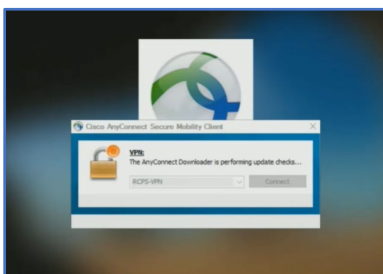 Cisco AnyConnect Secure Mobility Client
VPN:
The AnyConnect Downloader is performing update checks...
RCPS-VPN
Connect